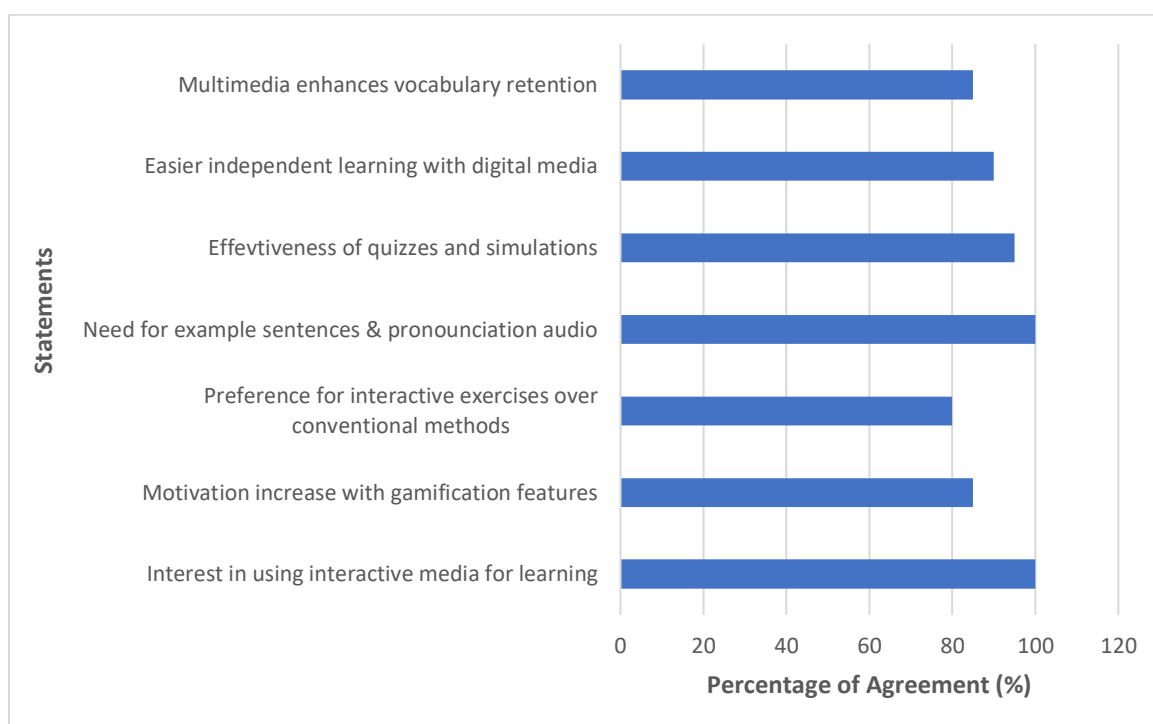 Statements
Multimedia enhances vocabulary retention
Easier independent learning with digital media
Effevtiveness of quizzes and simulations
Need for example sentences & pronounciation audio
Preference for interactive exercises over
conventional methods
Motivation increase with gamification features
Interest in using interactive media for learning
0 20 40 60 80 100 120
Percentage of Agreement (%)